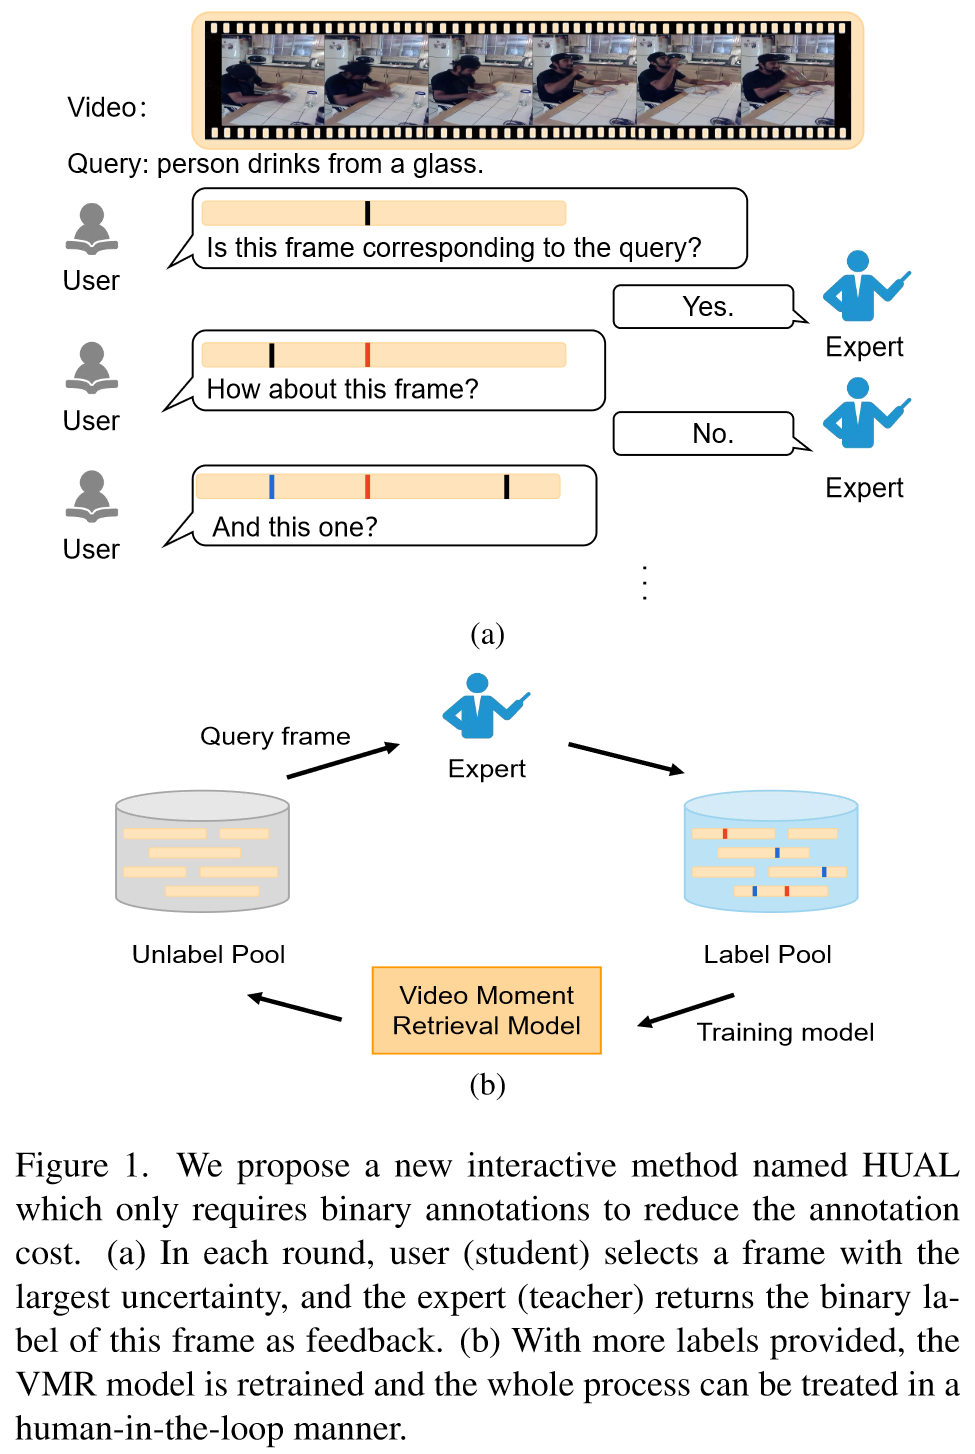 Video:
Query: person drinks from a glass.
Is this frame corresponding to the query?
User
Yes.
Expert
How about this frame?
User
No.
Expert
And this one?
User
(a)
Query frame
Expert
Unlabel Pool
Label Pool
Video Moment
Retrieval Model
Training model
(b)
Figure 1. We propose a new interactive method named HUAL
which only requires binary annotations to reduce the annotation
cost. (a) In each round, user (student) selects a frame with the
largest uncertainty, and the expert (teacher) returns the binary la-
bel of this frame as feedback. (b) With more labels provided, the
VMR model is retrained and the whole process can be treated in a
human-in-the-loop manner.